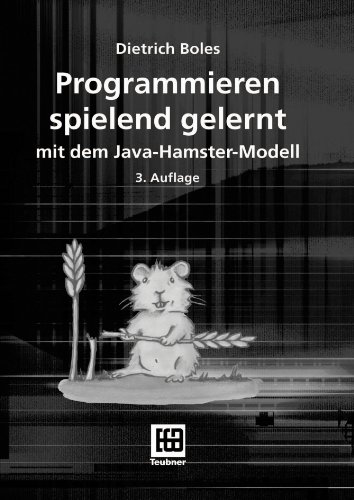 Dietrich Boles
Programmieren
spielend gelernt
mit dem Java-Hamster-Modell
3. Auflage
Teubner